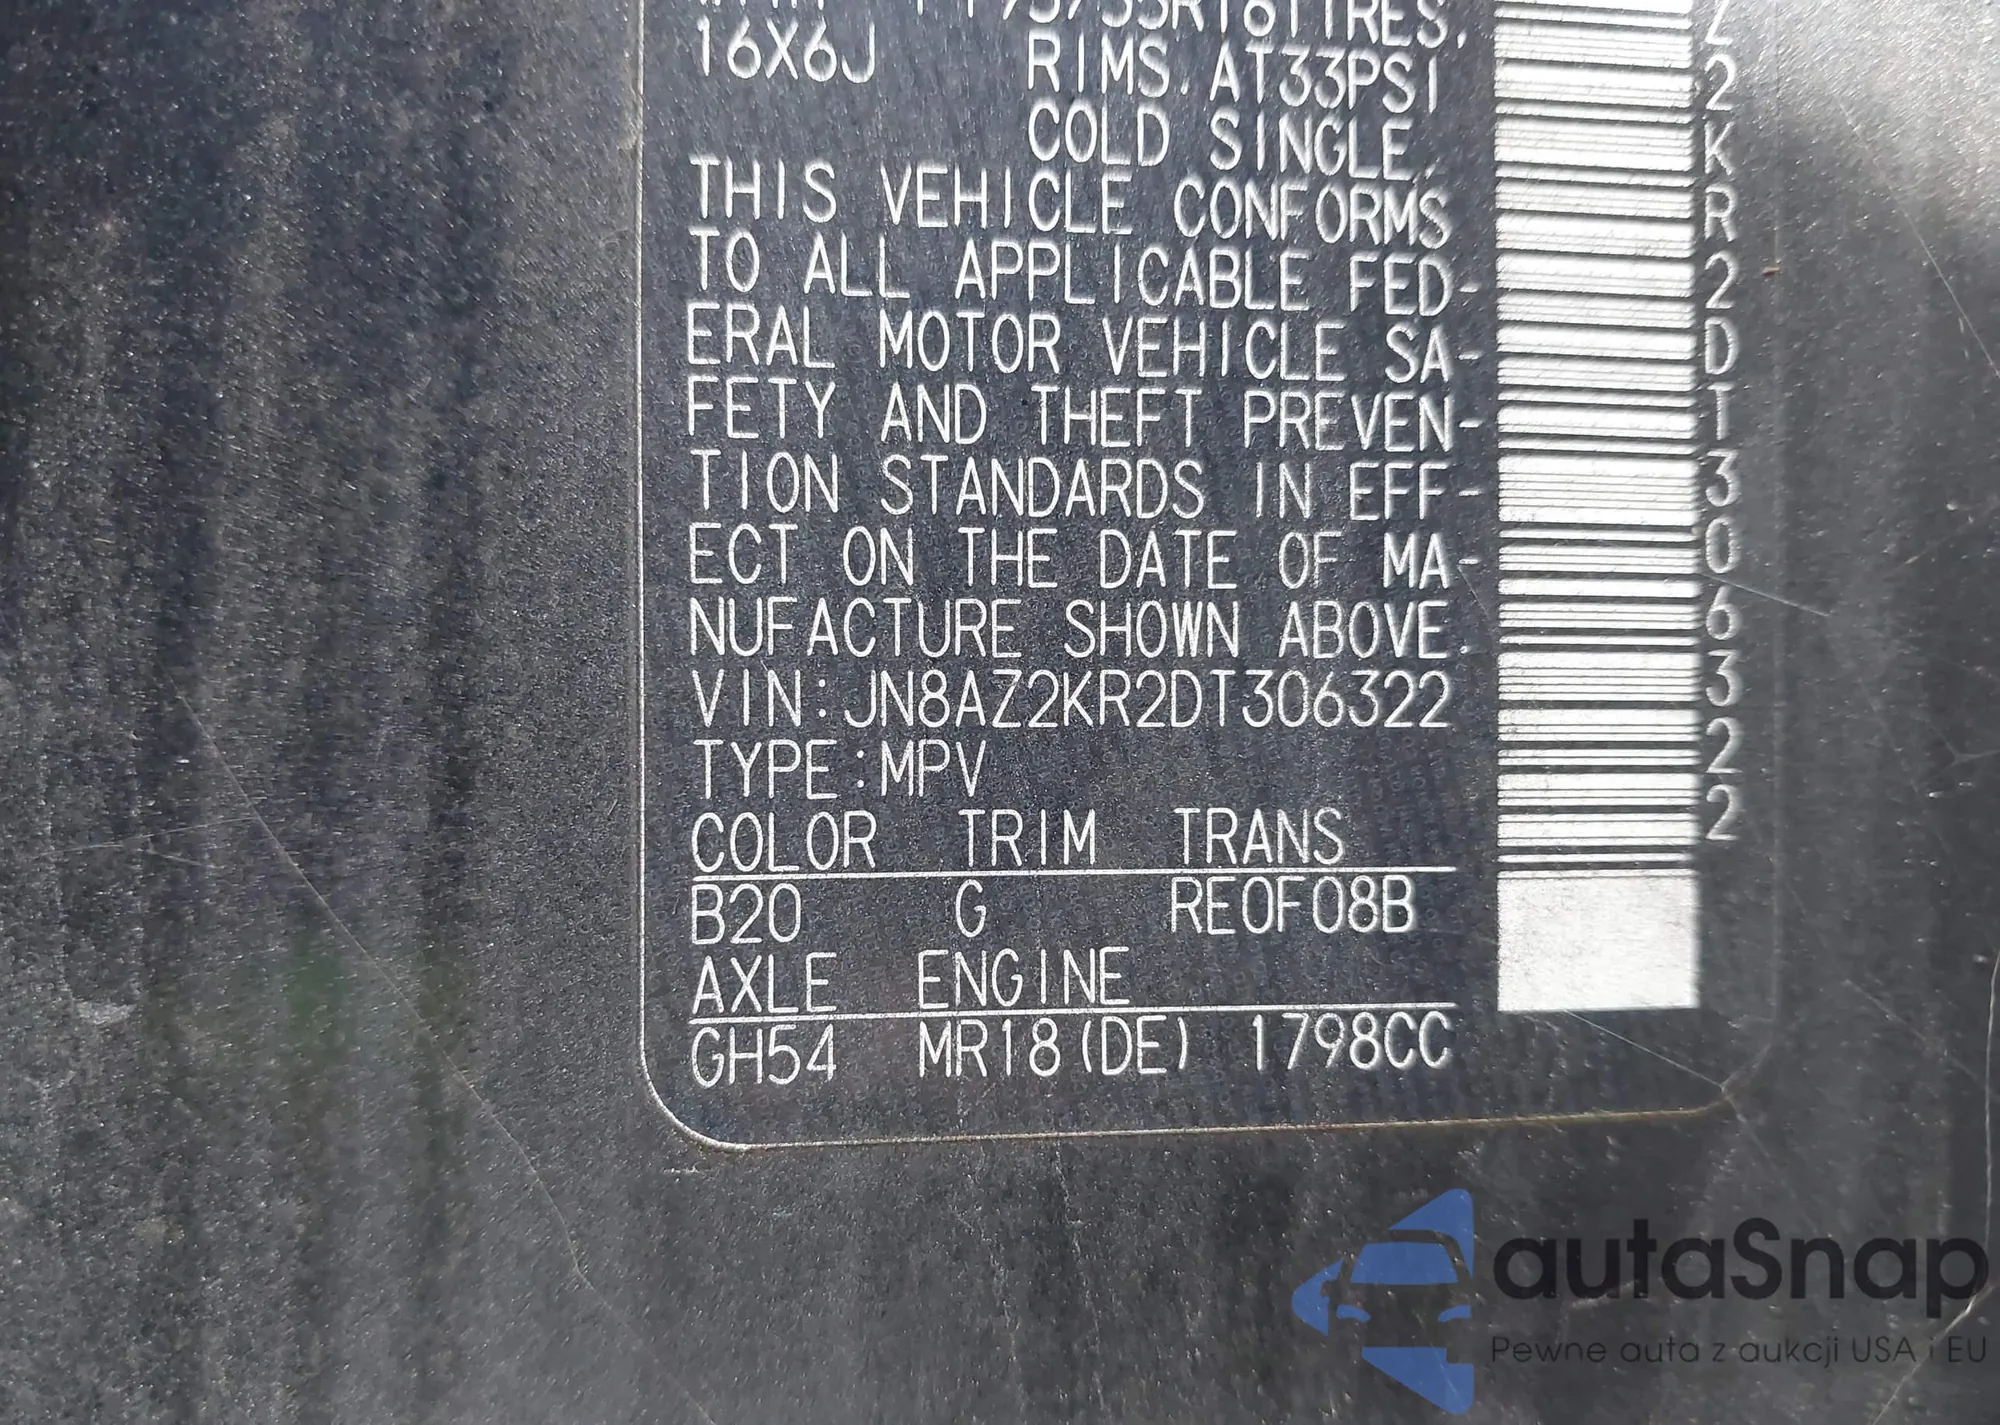 16X6J RIMS. AT33PSI
COLD SINGLE.
THIS VEHICLE CONFORMS
TO ALL APPLICABLE FED-
ERAL MOTOR VEHICLE SA-
FETY AND THEFT PREVEN-
TION STANDARDS IN EFF-
ECT ON THE DATE OF MA-
NUFACTURE SHOWN ABOVE.
VIN:JN8AZ2KR2DT306322
TYPE:MPV
COLOR TRIM TRANS
B20 G RE0F08B
AXLE ENGINE
GH54 MR18(DE) 1798CC
2KR2DT306322
autaSnap
Pewne auta z aukcji USA i EU